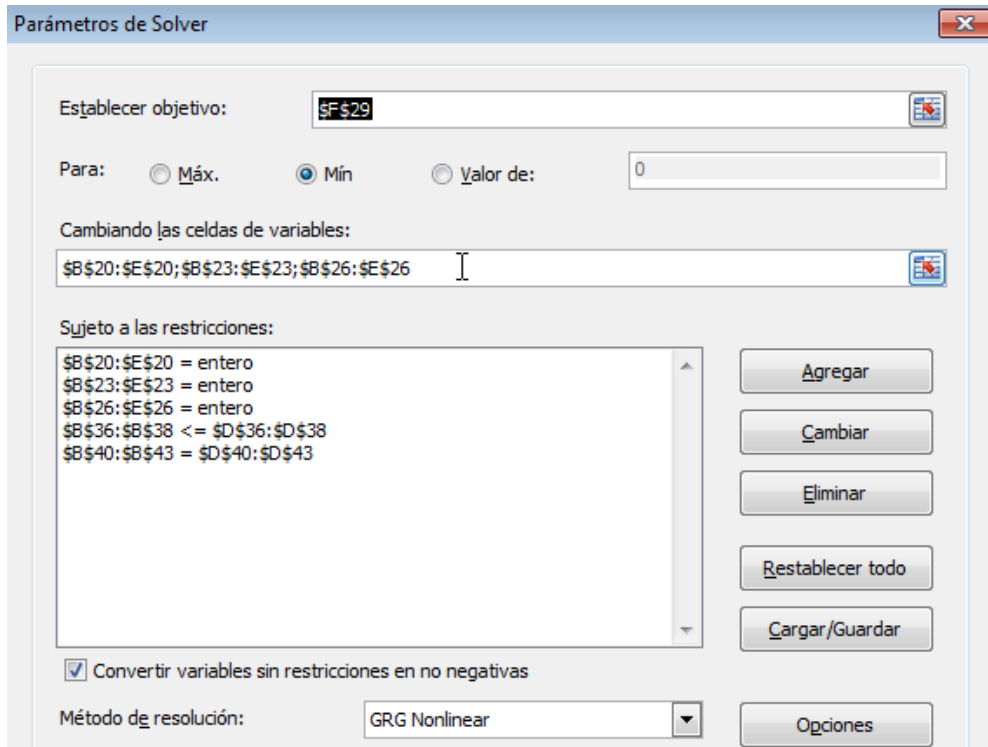 Parámetros de Solver
Establecer objetivo: $F$29
Para: Máx. Mín Valor de: 0
Cambiando las celdas de variables:
$B$20:$E$20;$B$23:$E$23;$B$26:$E$26
Sujeto a las restricciones:
$B$20:$E$20 = entero
$B$23:$E$23 = entero
$B$26:$E$26 = entero
$B$36:$B$38 <= $D$36:$D$38
$B$40:$B$43 = $D$40:$D$43
Agregar
Cambiar
Eliminar
Restablecer todo
Cargar/Guardar
Convertir variables sin restricciones en no negativas
Método de resolución: GRG Nonlinear Opciones